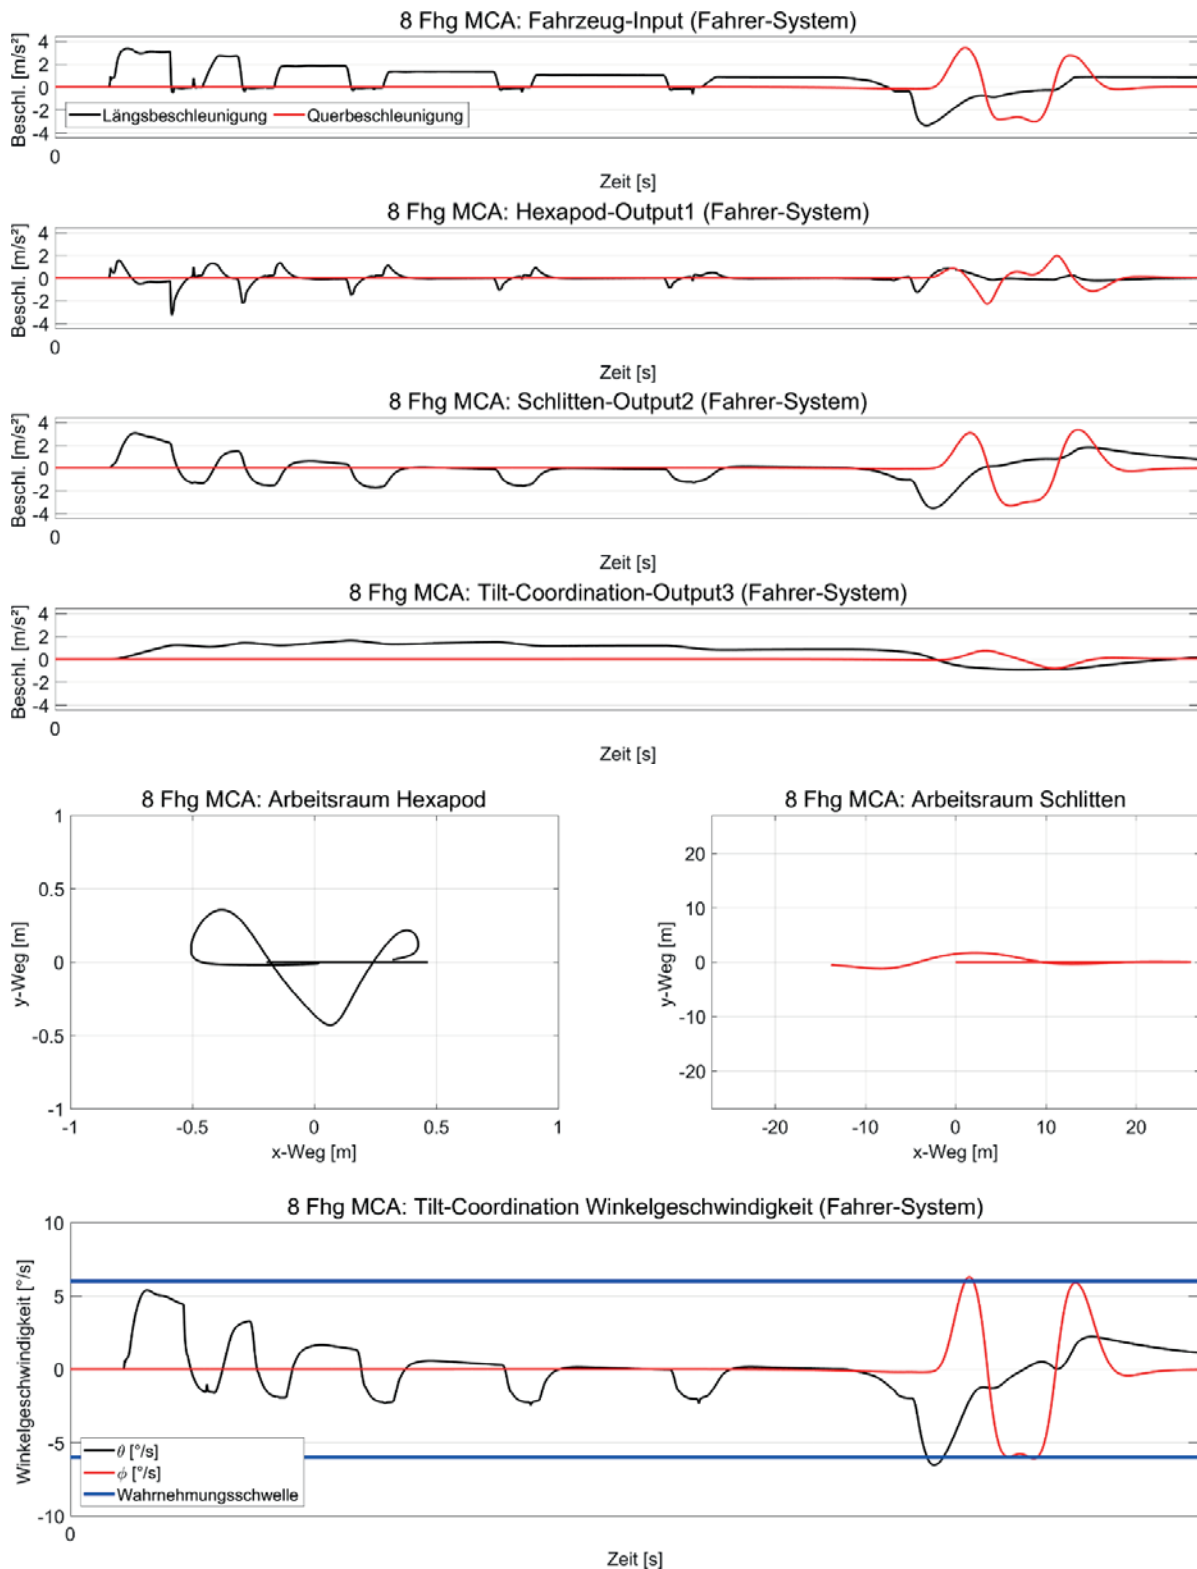 8 Fhg MCA: Fahrzeug-Input (Fahrer-System)
Beschl. [m/s²]
4
2
0
-2
-4
Längsbeschleunigung
Querbeschleunigung
0
Zeit [s]
8 Fhg MCA: Hexapod-Output1 (Fahrer-System)
Beschl. [m/s²]
4
2
0
-2
-4
0
Zeit [s]
8 Fhg MCA: Schlitten-Output2 (Fahrer-System)
Beschl. [m/s²]
4
2
0
-2
-4
0
Zeit [s]
8 Fhg MCA: Tilt-Coordination-Output3 (Fahrer-System)
Beschl. [m/s²]
4
2
0
-2
-4
0
Zeit [s]
8 Fhg MCA: Arbeitsraum Hexapod
y-Weg [m]
1
0.5
0
-0.5
-1
-1 -0.5 0 0.5 1
x-Weg [m]
8 Fhg MCA: Arbeitsraum Schlitten
y-Weg [m]
20
10
0
-10
-20
-20 -10 0 10 20
x-Weg [m]
8 Fhg MCA: Tilt-Coordination Winkelgeschwindigkeit (Fahrer-System)
Winkelgeschwindigkeit [°/s]
10
5
0
-5
-10
θ [°/s]
ϕ [°/s]
Wahrnehmungsschwelle
0
Zeit [s]